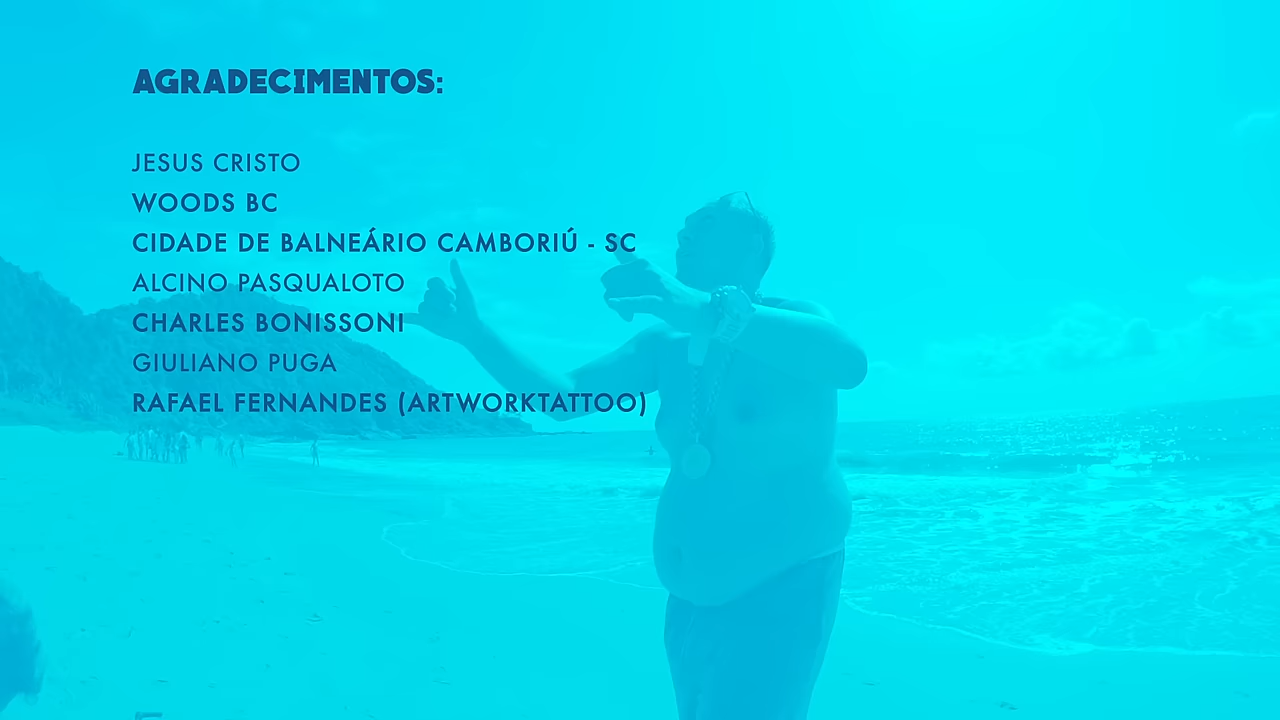 AGRADECIMENTOS:
JESUS CRISTO
WOODS BC
CIDADE DE BALNEÁRIO CAMBORIÚ - SC
ALCINO PASQUALOTO
CHARLES BONISSONI
GIULIANO PUGA
RAFAEL FERNANDES (ARTWORKTATTOO)